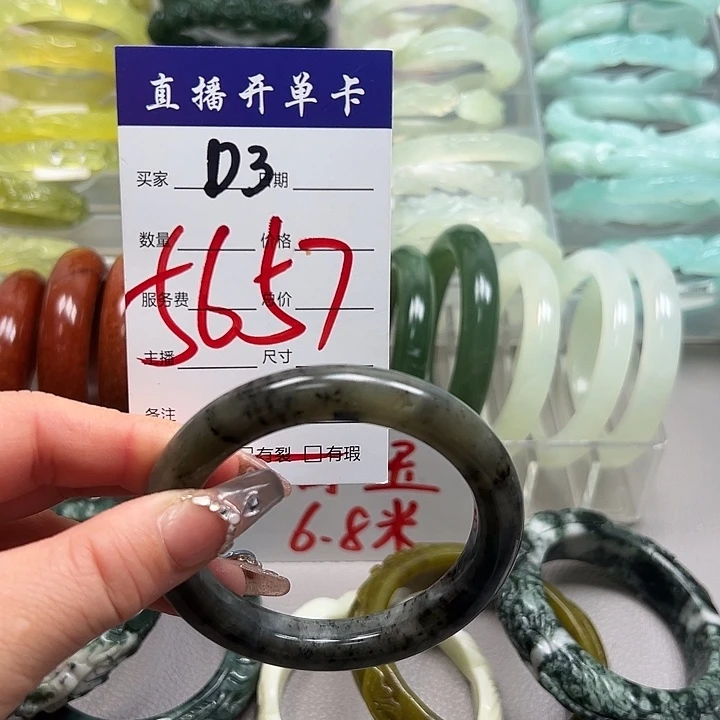 直播开单卡
买家 D3 日期
数量 价格
5657
服务费 总价
主播 尺寸
备注
有裂 □有瑕
6.8米